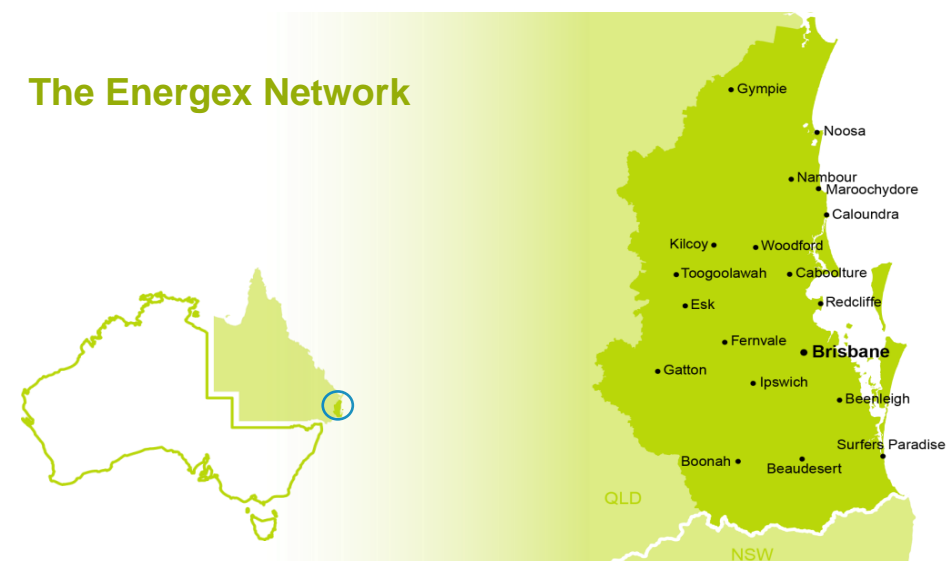 The Energex Network
Gympie
Noosa
Nambour
Maroochydore
Caloundra
Kilcoy
Woodford
Toogoolawah
Caboolture
Esk
Redcliffe
Fernvale
Brisbane
Gatton
Ipswich
Beenleigh
Surfers Paradise
Boonah
Beaudesert
QLD
NSW